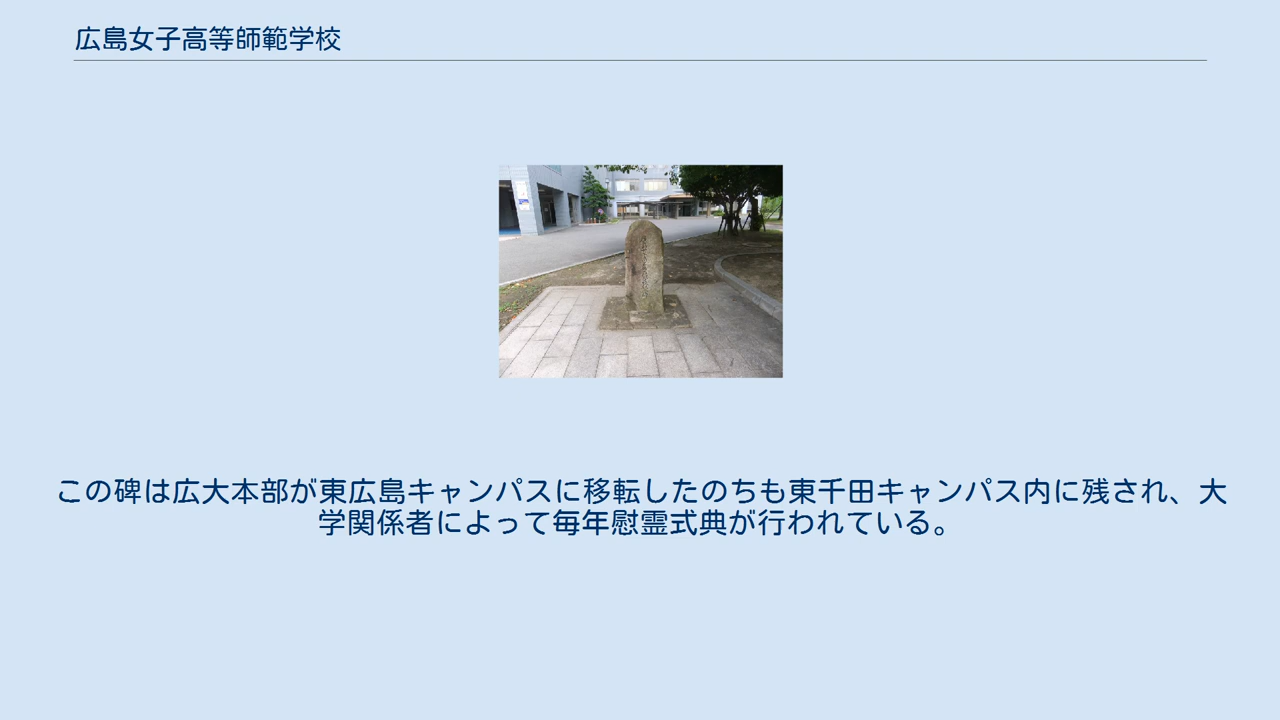 広島女子高等師範学校
この碑は広大本部が東広島キャンパスに移転したのちも東千田キャンパス内に残され、大
学関係者によって毎年慰霊式典が行われている。